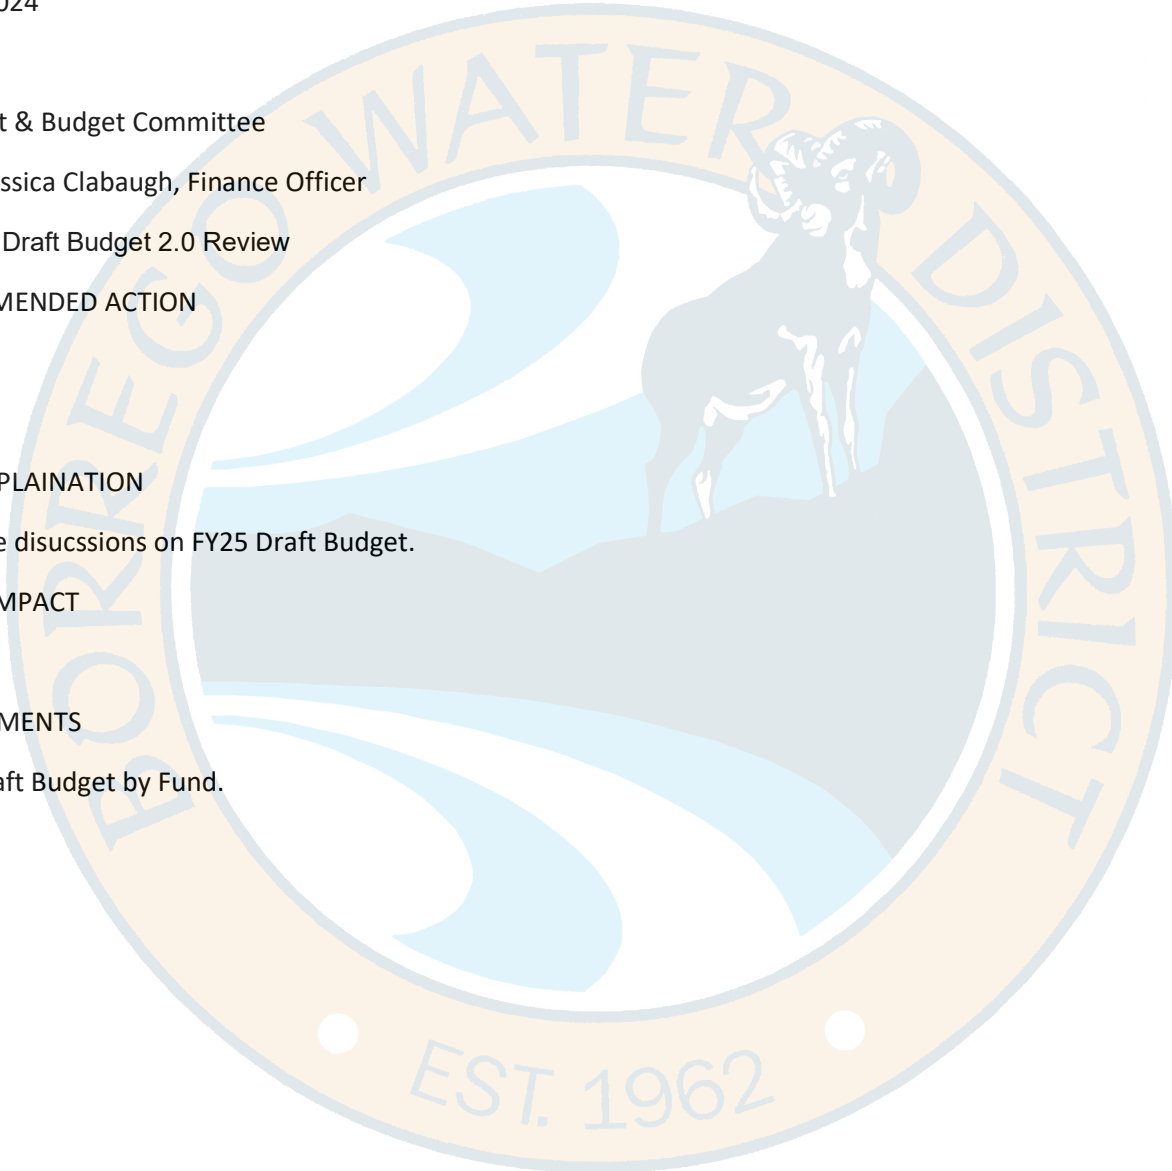 024
t & Budget Committee
ssica Clabaugh, Finance Officer
Draft Budget 2.0 Review
MENDED ACTION
PLAINATION
e disucssions on FY25 Draft Budget.
MPACT
MENTS
aft Budget by Fund.
BORREGO WATER DISTRICT
EST. 1962